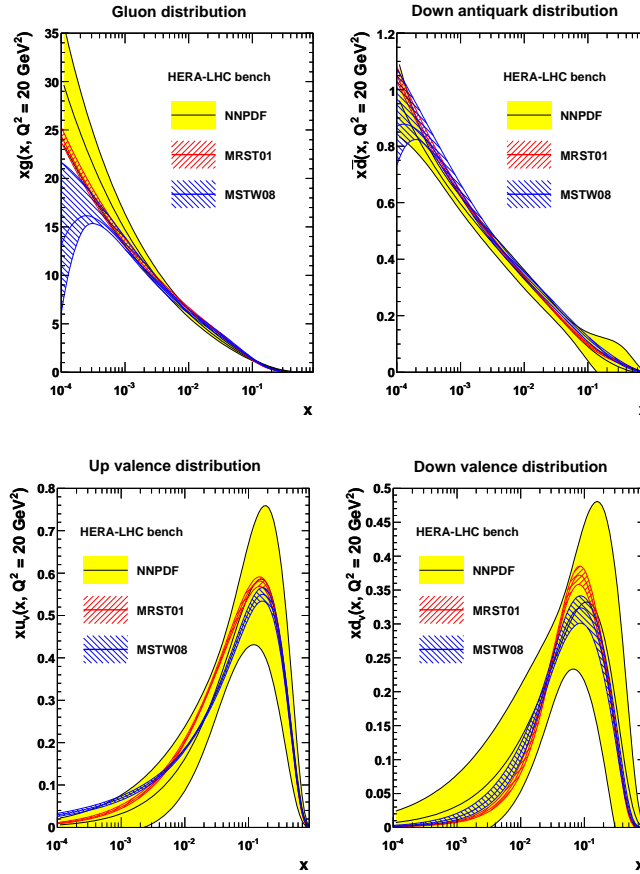 Gluon distribution
xg(x, Q² = 20 GeV²)
35
30
25
20
15
10
5
0
HERA-LHC bench
NNPDF
MRST01
MSTW08
10⁻⁴
10⁻³
10⁻²
10⁻¹
x
Down antiquark distribution
xd̅(x, Q² = 20 GeV²)
1.2
1
0.8
0.6
0.4
0.2
0
HERA-LHC bench
NNPDF
MRST01
MSTW08
10⁻⁴
10⁻³
10⁻²
10⁻¹
Up valence distribution
xuᵥ(x, Q² = 20 GeV²)
0.8
0.7
0.6
0.5
0.4
0.3
0.2
0.1
0
HERA-LHC bench
NNPDF
MRST01
MSTW08
10⁻⁴
10⁻³
10⁻²
10⁻¹
x
Down valence distribution
xdᵥ(x, Q² = 20 GeV²)
0.5
0.45
0.4
0.35
0.3
0.25
0.2
0.15
0.1
0.05
0
HERA-LHC bench
NNPDF
MRST01
MSTW08
10⁻⁴
10⁻³
10⁻²
10⁻¹
x